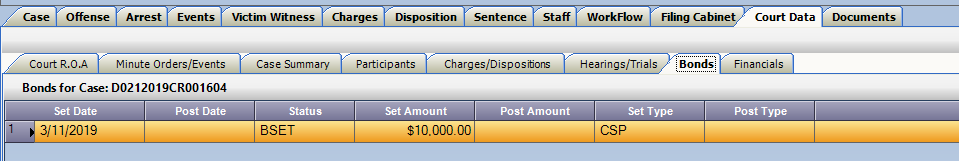 Case Offense Arrest Events Victim Witness Charges Disposition Sentence Staff WorkFlow Filing Cabinet Court Data Documents
Court R.O.A Minute Orders/Events Case Summary Participants Charges/Dispositions Hearings/Trials Bonds Financials
Bonds for Case: D0212019CR001604
Set Date Post Date Status Set Amount Post Amount Set Type Post Type
1 3/11/2019 BSET $10,000.00 CSP